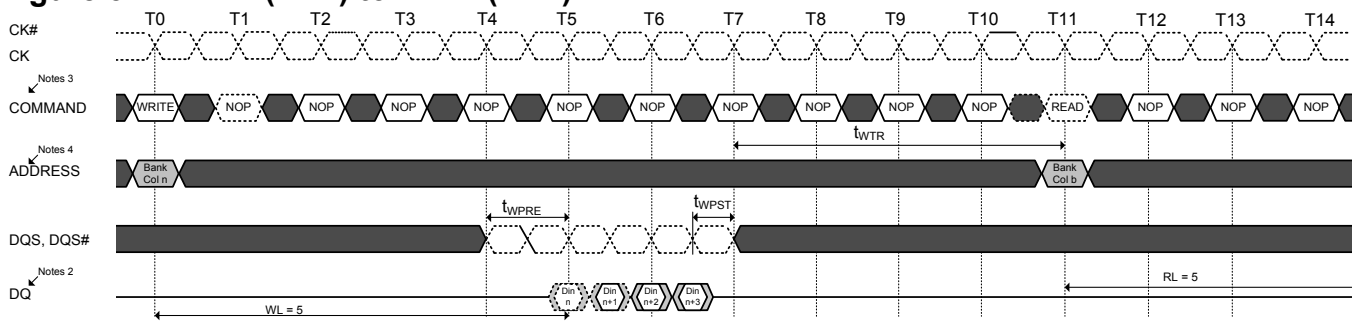 T0 T1 T2 T3 T4 T5 T6 T7 T8 T9 T10 T11 T12 T13 T14
CK#
CK
Notes 3
COMMAND WRITE NOP NOP NOP NOP NOP NOP NOP NOP NOP NOP READ NOP NOP NOP
tWTR
Notes 4
ADDRESS
Bank Bank
Col n Col b
tWPRE tWPST
DQS, DQS#
Notes 2
RL = 5
DQ
Din Din Din Din
n n+1 n+2 n+3
WL = 5